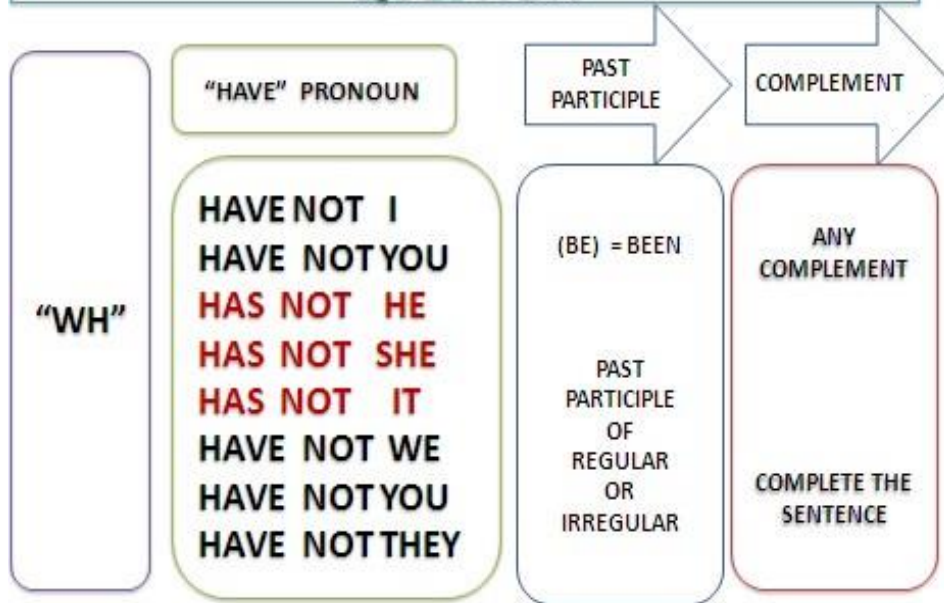 "WH"
"HAVE" PRONOUN
HAVE NOT I
HAVE NOT YOU
HAS NOT HE
HAS NOT SHE
HAS NOT IT
HAVE NOT WE
HAVE NOT YOU
HAVE NOT THEY
PAST
PARTICIPLE
(BE) = BEEN
PAST
PARTICIPLE
OF
REGULAR
OR
IRREGULAR
COMPLEMENT
ANY
COMPLEMENT
COMPLETE THE
SENTENCE